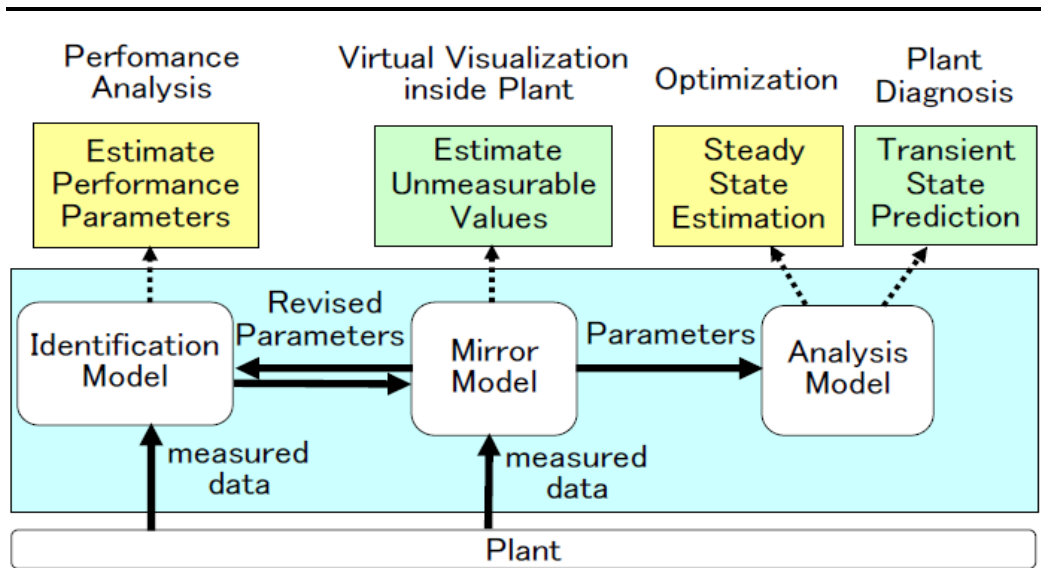 Perfomance
Analysis
Virtual Visualization
inside Plant
Optimization
Plant
Diagnosis
Estimate
Performance
Parameters
Estimate
Unmeasurable
Values
Steady
State
Estimation
Transient
State
Prediction
Identification
Model
Revised
Parameters
Mirror
Model
Parameters
Analysis
Model
measured
data
measured
data
Plant